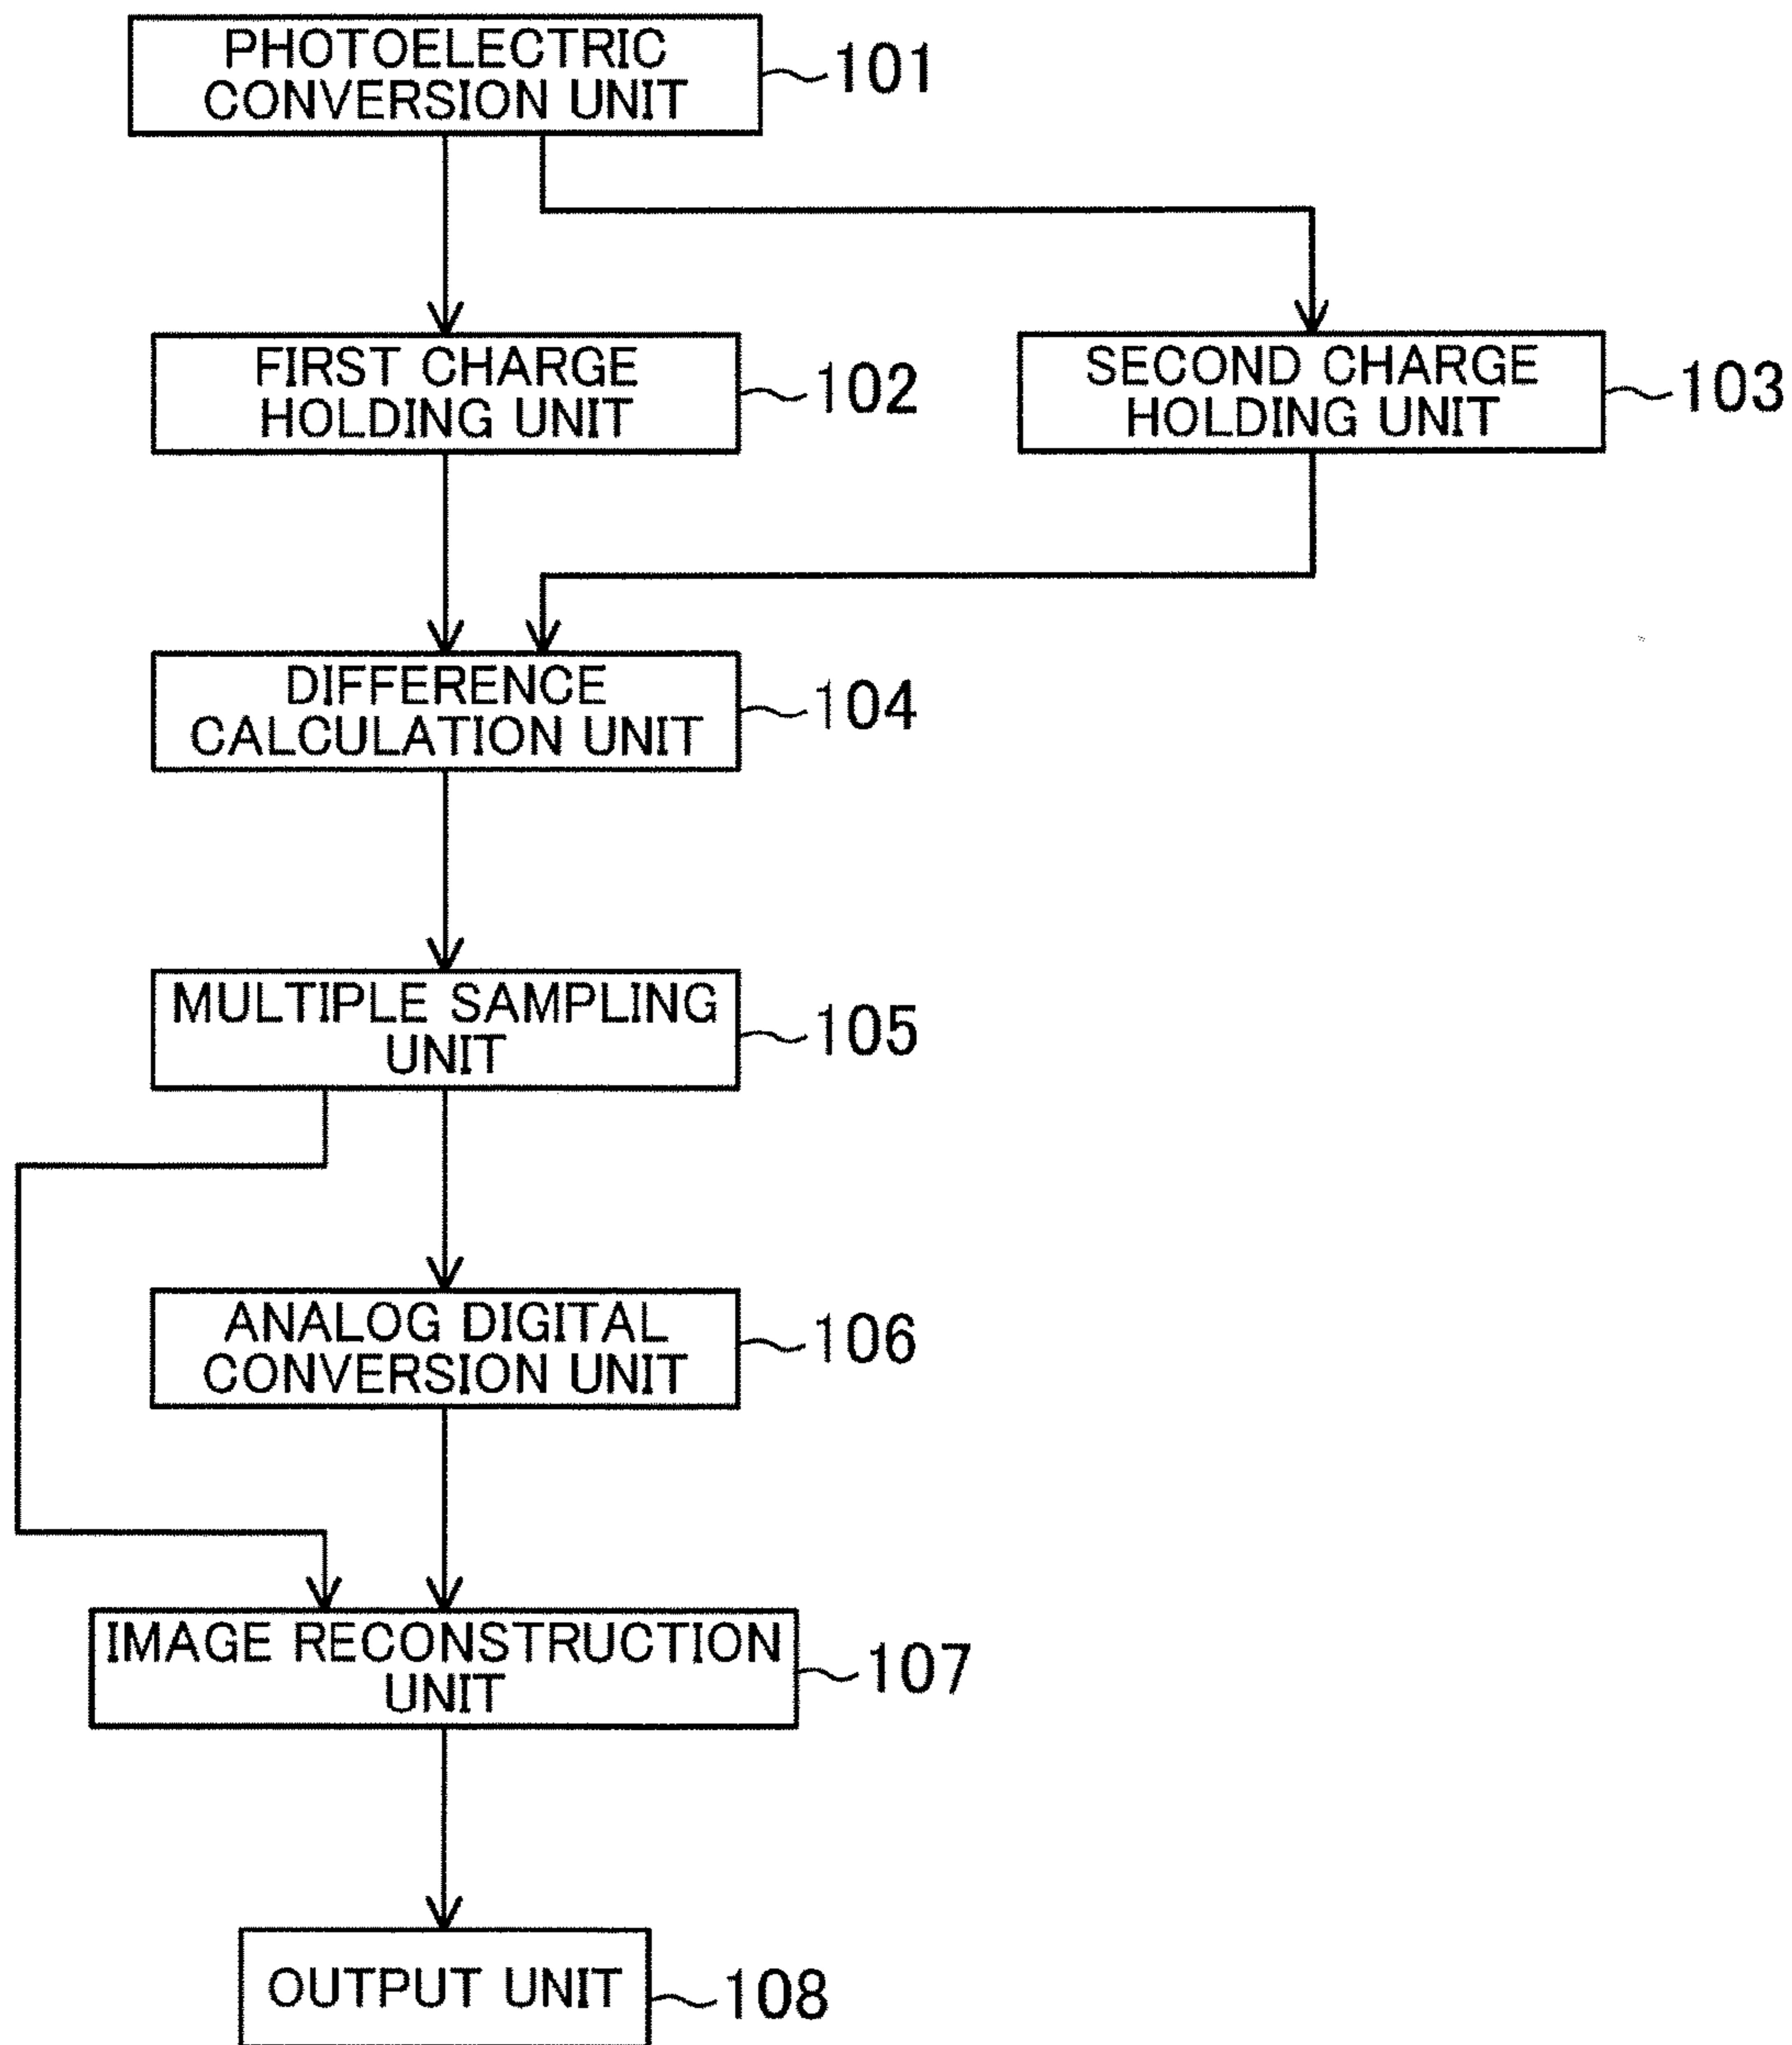 PHOTOELECTRIC
CONVERSION UNIT
101
FIRST CHARGE
HOLDING UNIT
102
SECOND CHARGE
HOLDING UNIT
103
DIFFERENCE
CALCULATION UNIT
104
MULTIPLE SAMPLING
UNIT
105
ANALOG DIGITAL
CONVERSION UNIT
106
IMAGE RECONSTRUCTION
UNIT
107
OUTPUT UNIT
108